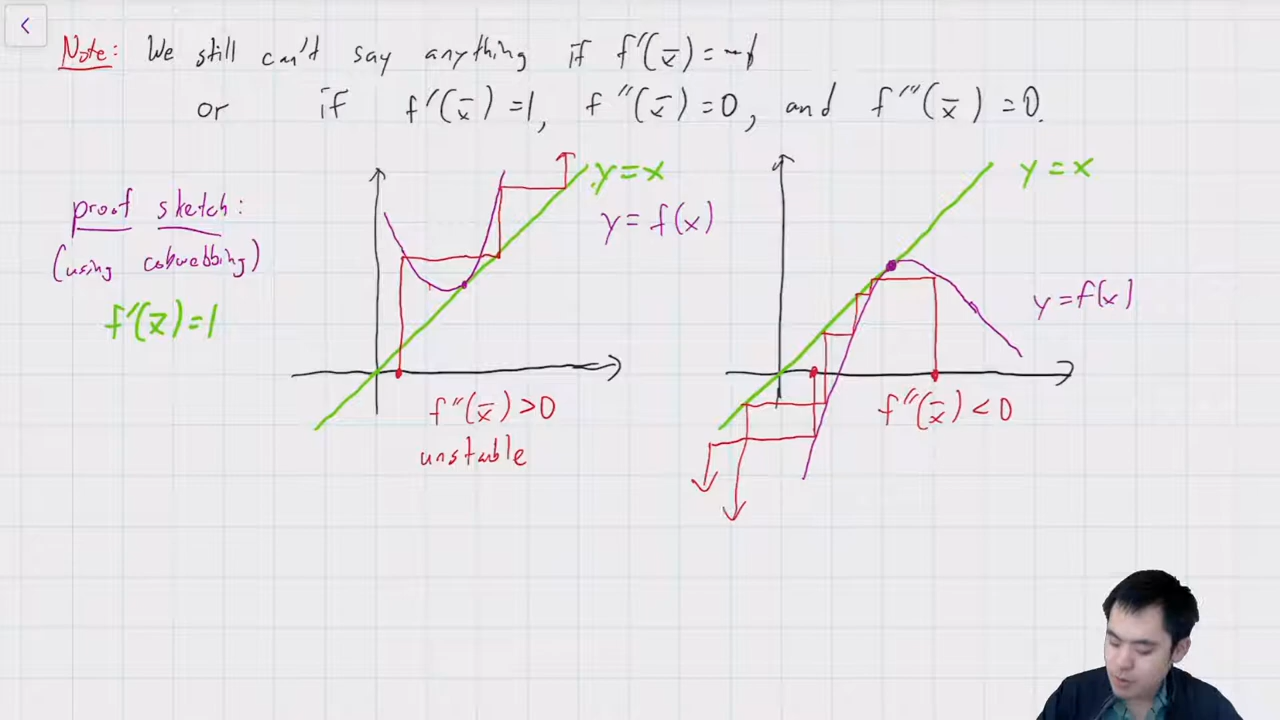 Note: We still can't say anything if f'(x̄) = -1
or if f'(x̄) = 1, f''(x̄) = 0, and f'''(x̄) = 0.
proof sketch:
(using cobwebbing)
f'(x̄) = 1
y = x
y = f(x)
f''(x̄) > 0
unstable
y = x
y = f(x)
f''(x̄) < 0